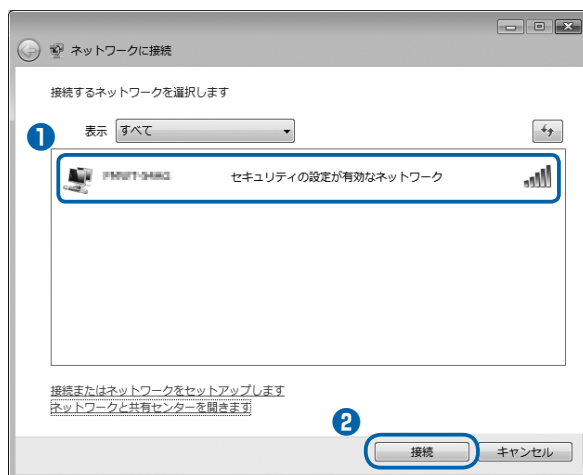 ネットワークに接続
接続するネットワークを選択します
❶
表示 すべて
セキュリティの設定が有効なネットワーク
接続またはネットワークをセットアップします
ネットワークと共有センターを開きます
❷
接続 キャンセル